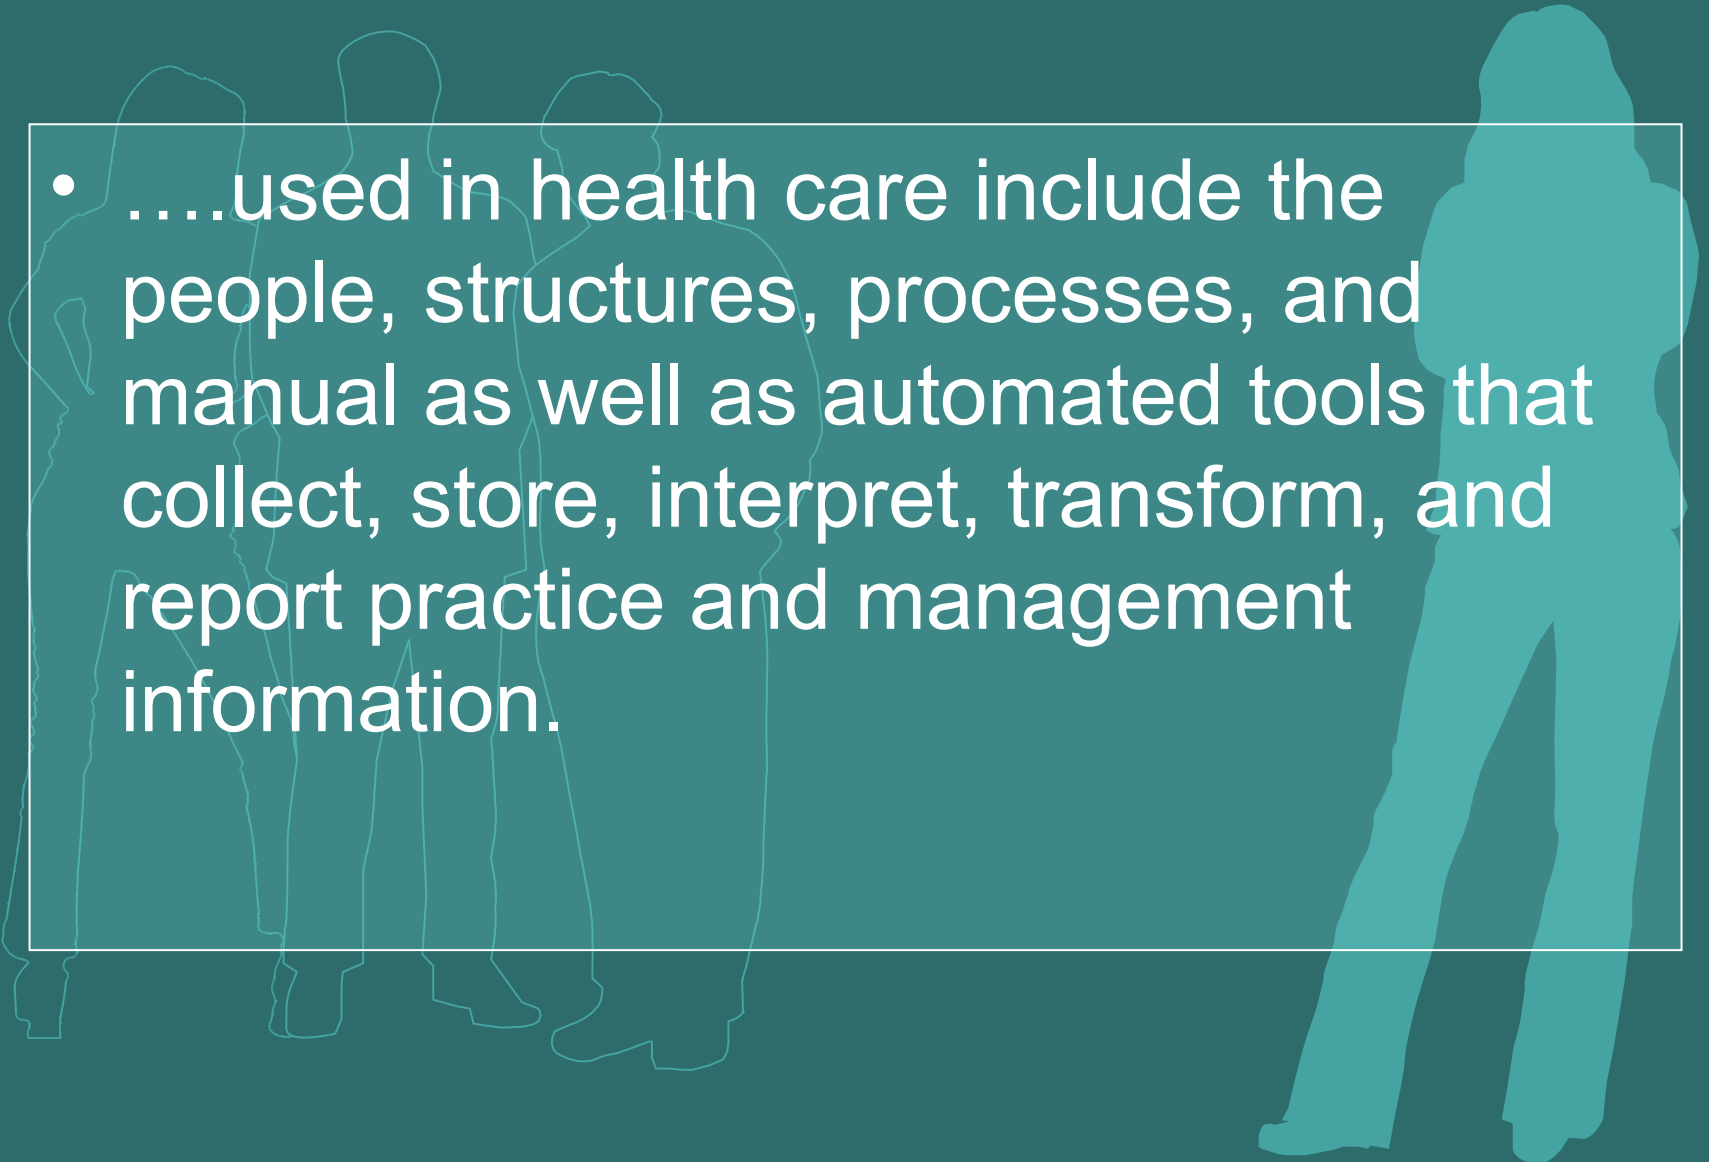 • ….used in health care include the
people, structures, processes, and
manual as well as automated tools that
collect, store, interpret, transform, and
report practice and management
information.